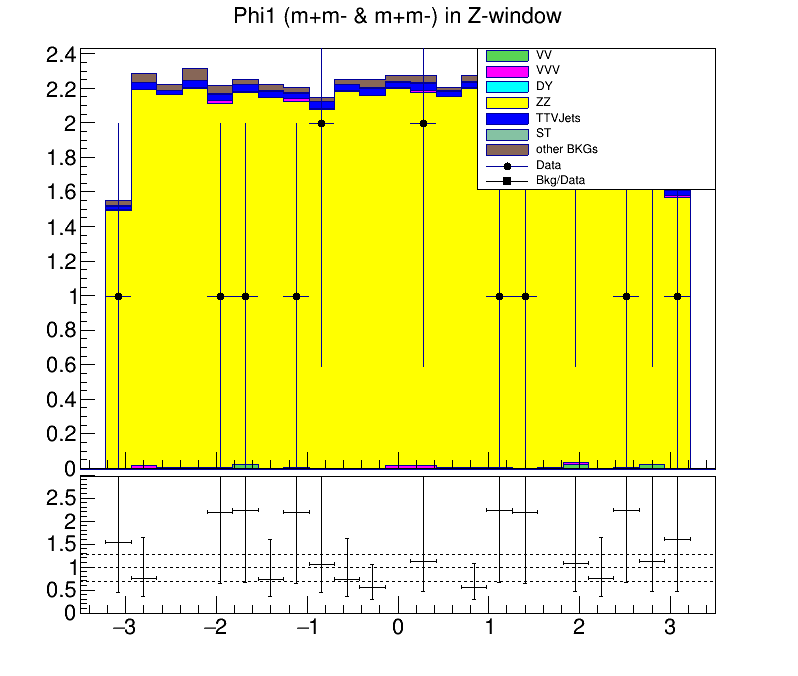 Phi1 (m+m- & m+m-) in Z-window
2.4
2.2
2
1.8
1.6
1.4
1.2
1
0.8
0.6
0.4
0.2
0
VV
VVV
DY
ZZ
TTVJets
ST
other BKGs
Data
Bkg/Data
2.5
2
1.5
1
0.5
0
−3 −2 −1 0 1 2 3